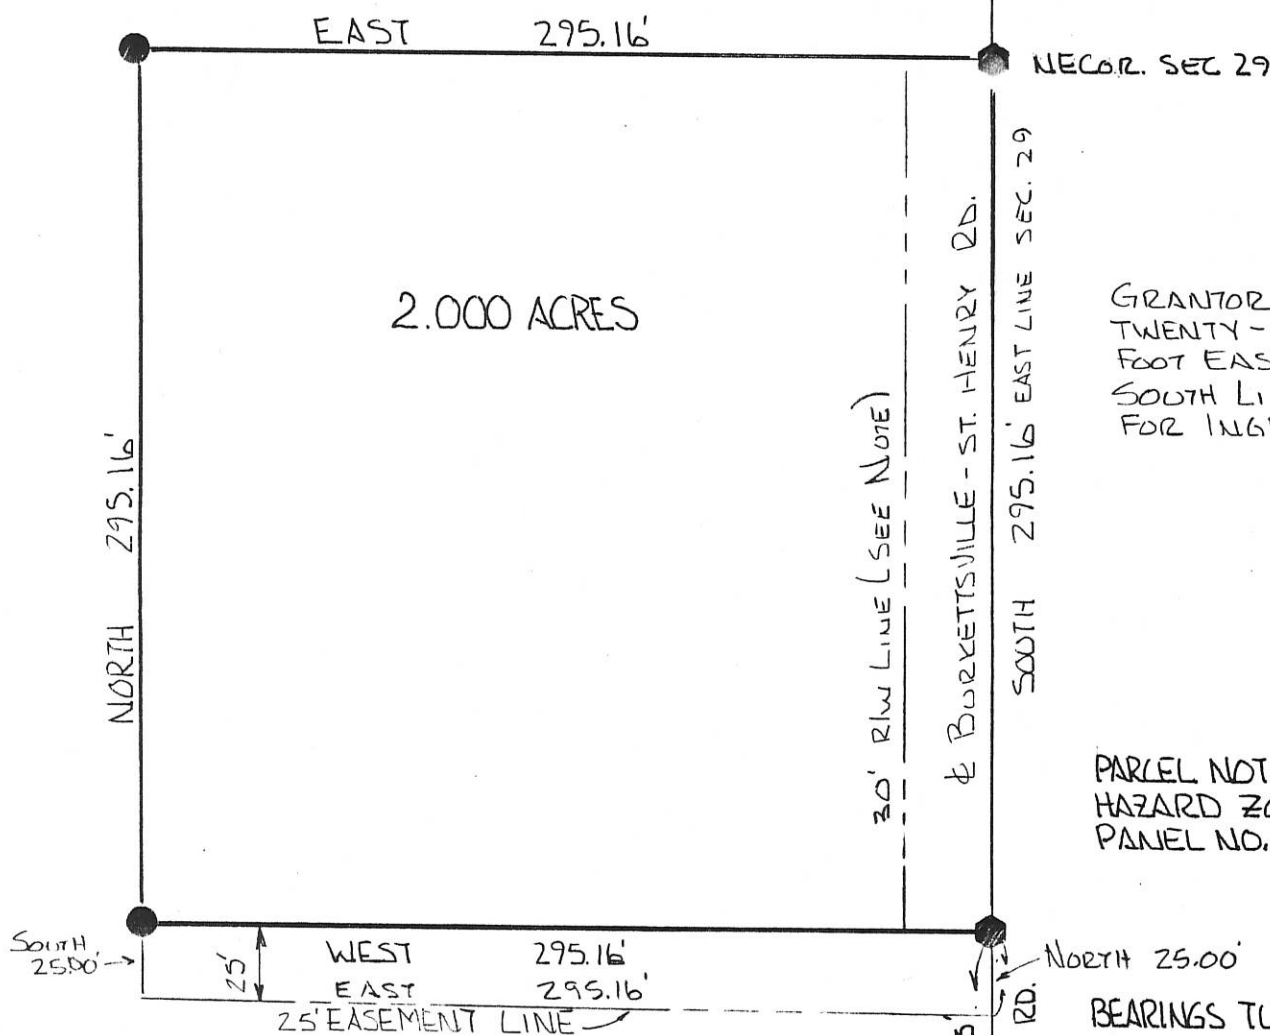 EAST 295.16'
NECOR. SEC 29
2.000 ACRES
NORTH 295.16'
30' R/W LINE (SEE NOTE)
℄ BURKETTSVILLE - ST. HENRY RD.
SOUTH 295.16' EAST LINE SEC. 29
GRANTOR
TWENTY-
FOOT EAS
SOUTH LI
FOR ING
PARCEL NOT
HAZARD ZO
PANEL NO.
SOUTH
25.00'
25'
WEST 295.16'
EAST 295.16'
25' EASEMENT LINE
NORTH 25.00'
RD.
BEARINGS